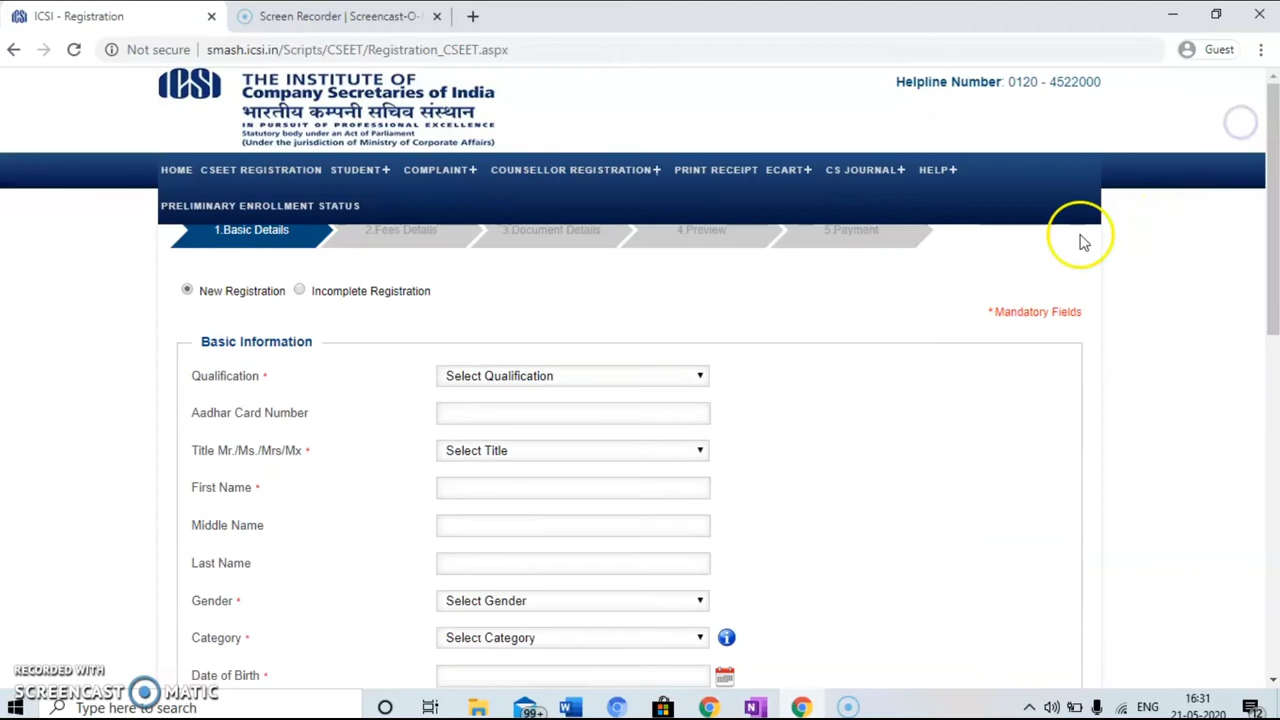 ICSI - Registration
Screen Recorder | Screencast-O-
Not secure
smash.icsi.in/Scripts/CSEET/Registration_CSEET.aspx
Guest
THE INSTITUTE OF
Company Secretaries of India
भारतीय कम्पनी सचिव संस्थान
IN PURSUIT OF PROFESSIONAL EXCELLENCE
Statutory body under an Act of Parliament
(Under the jurisdiction of Ministry of Corporate Affairs)
Helpline Number: 0120 - 4522000
HOME CSEET REGISTRATION STUDENT+ COMPLAINT+ COUNSELLOR REGISTRATION+ PRINT RECEIPT ECART+ CS JOURNAL+ HELP+
PRELIMINARY ENROLLMENT STATUS
1.Basic Details 2.Fees Details 3.Document Details 4.Preview 5.Payment
New Registration Incomplete Registration
* Mandatory Fields
Basic Information
Qualification * Select Qualification
Aadhar Card Number
Title Mr./Ms./Mrs/Mx * Select Title
First Name *
Middle Name
Last Name
Gender * Select Gender
Category * Select Category
Date of Birth *
RECORDED WITH
SCREENCAST MATIC
Type here to search
99+
ENG
16:31
21-05-2020
12